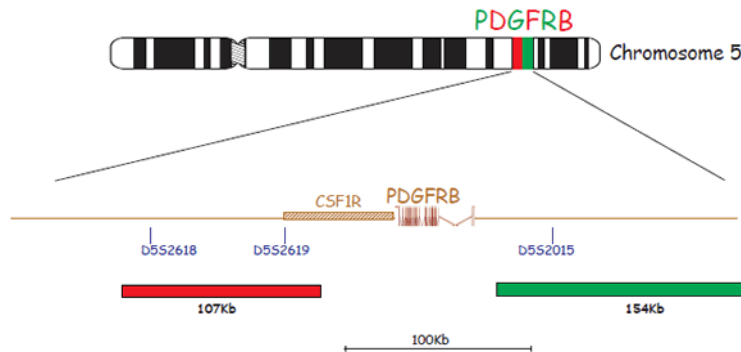 PDGFRB
Chromosome 5
CSF1R
PDGFRB
D5S2618
D5S2619
D5S2015
107Kb
154Kb
100Kb